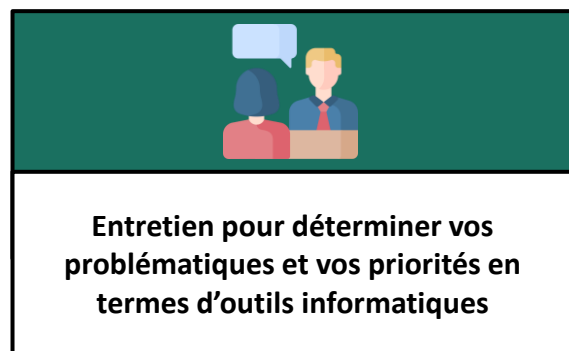 Entretien pour déterminer vos
problématiques et vos priorités en
termes d’outils informatiques